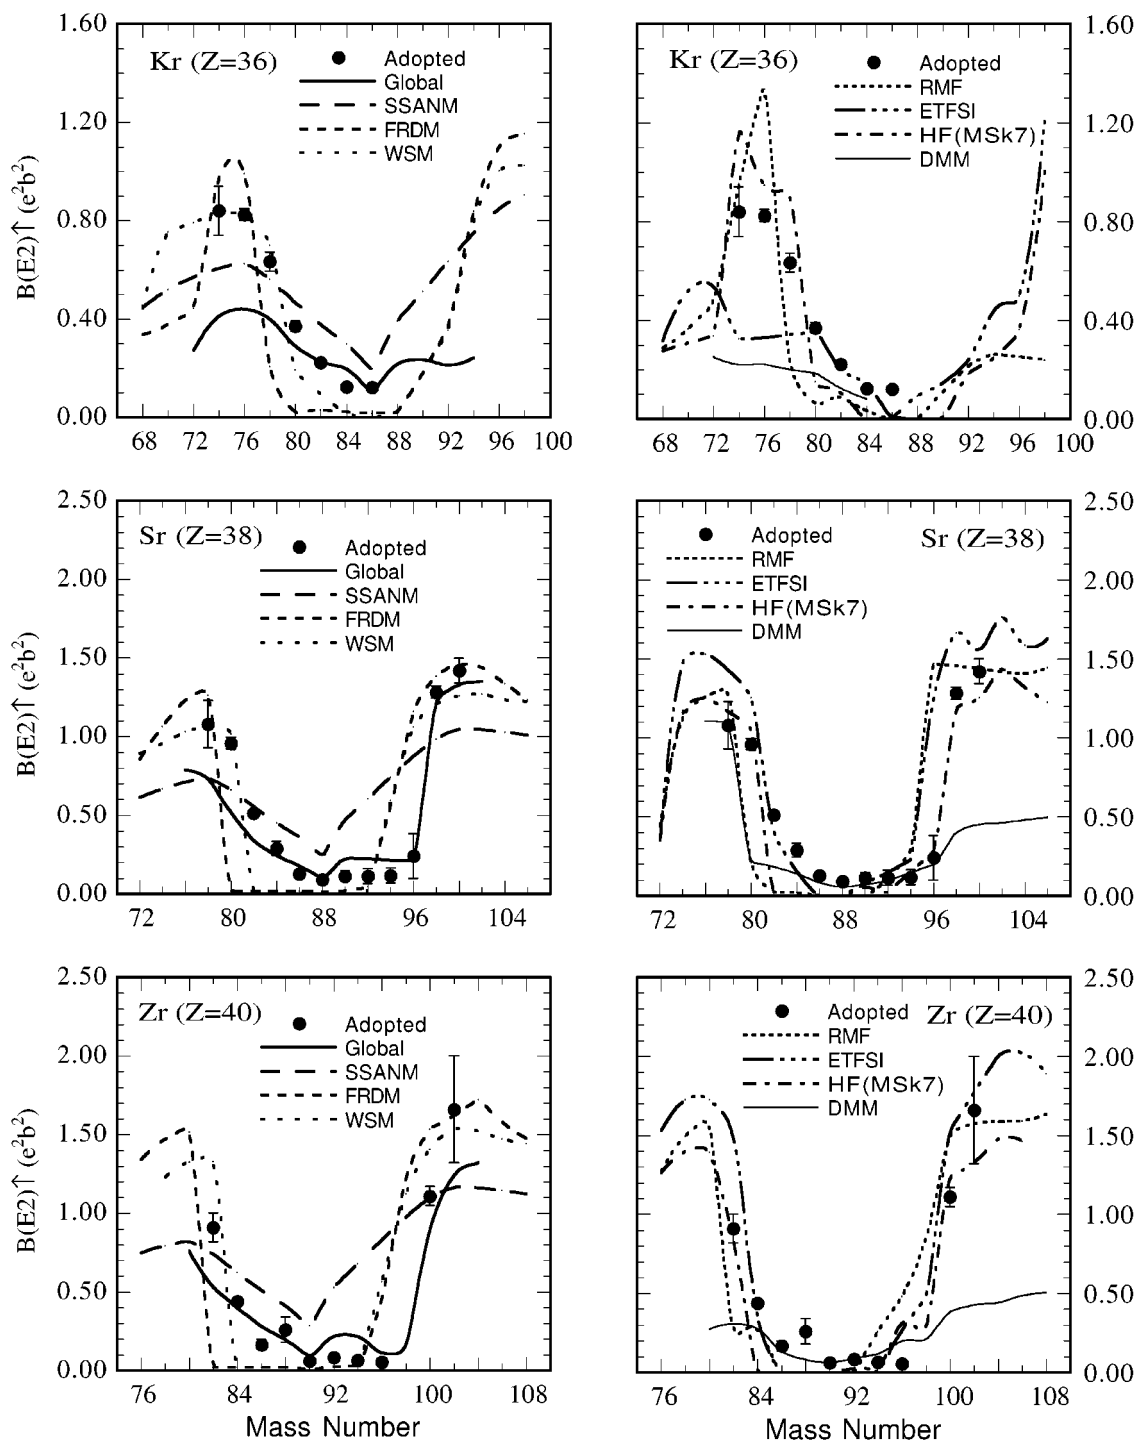 1.60
1.20
0.80
0.40
0.00
B(E2)↑ (e²b²)
Kr (Z=36)
Adopted
Global
SSANM
FRDM
WSM
68 72 76 80 84 88 92 96 100
Kr (Z=36)
Adopted
RMF
ETFSI
HF(MSk7)
DMM
1.60
1.20
0.80
0.40
0.00
68 72 76 80 84 88 92 96 100
2.50
2.00
1.50
1.00
0.50
0.00
B(E2)↑ (e²b²)
Sr (Z=38)
Adopted
Global
SSANM
FRDM
WSM
72 80 88 96 104
Sr (Z=38)
Adopted
RMF
ETFSI
HF(MSk7)
DMM
2.50
2.00
1.50
1.00
0.50
0.00
72 80 88 96 104
2.50
2.00
1.50
1.00
0.50
0.00
B(E2)↑ (e²b²)
Zr (Z=40)
Adopted
Global
SSANM
FRDM
WSM
76 84 92 100 108
Mass Number
Zr (Z=40)
Adopted
RMF
ETFSI
HF(MSk7)
DMM
2.50
2.00
1.50
1.00
0.50
0.00
76 84 92 100 108
Mass Number